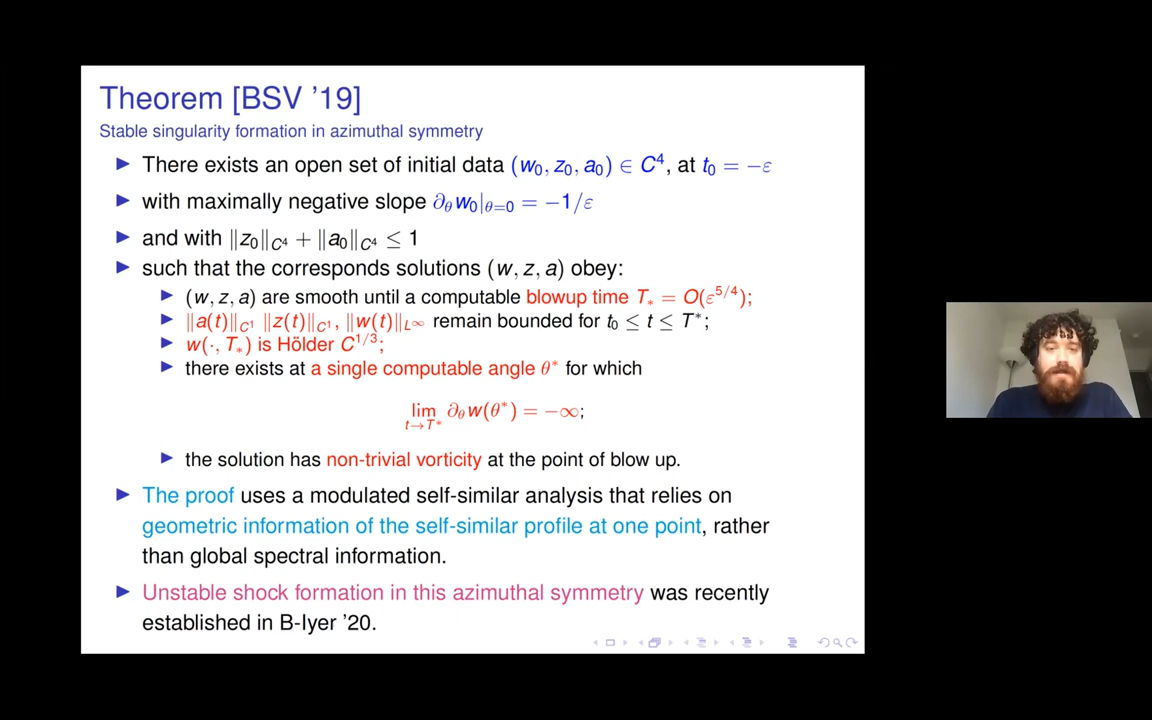 Theorem [BSV '19]
Stable singularity formation in azimuthal symmetry
▶ There exists an open set of initial data (w₀, z₀, a₀) ∈ C⁴, at t₀ = −ε
▶ with maximally negative slope ∂_θ w₀|_{θ=0} = −1/ε
▶ and with ‖z₀‖_{C⁴} + ‖a₀‖_{C⁴} ≤ 1
▶ such that the corresponds solutions (w, z, a) obey:
▶ (w, z, a) are smooth until a computable blowup time T_* = O(ε^{5/4});
▶ ‖a(t)‖_{C¹} ‖z(t)‖_{C¹}, ‖w(t)‖_{L^∞} remain bounded for t₀ ≤ t ≤ T^*;
▶ w(·, T_*) is Hölder C^{1/3};
▶ there exists at a single computable angle θ^* for which
lim_{t→T^*} ∂_θ w(θ^*) = −∞;
▶ the solution has non-trivial vorticity at the point of blow up.
▶ The proof uses a modulated self-similar analysis that relies on
geometric information of the self-similar profile at one point, rather
than global spectral information.
▶ Unstable shock formation in this azimuthal symmetry was recently
established in B-Iyer '20.